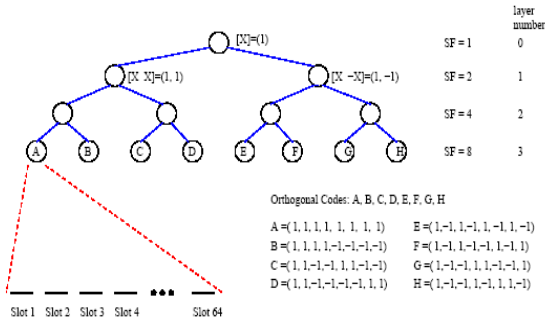 layer
number
[X]=(1)
SF = 1
0
[X X]=(1, 1)
[X −X]=(1, −1)
SF = 2
1
SF = 4
2
A
B
C
D
E
F
G
H
SF = 8
3
Orthogonal Codes: A, B, C, D, E, F, G, H
A =( 1, 1, 1, 1, 1, 1, 1, 1)
E =( 1,−1, 1,−1, 1, −1, 1, −1)
B =( 1, 1, 1, 1,−1,−1,−1,−1)
F =( 1,−1, 1,−1,−1, 1,−1, 1)
C =( 1, 1,−1,−1, 1, 1,−1,−1)
G =( 1,−1,−1, 1, 1,−1,−1, 1)
D =( 1, 1,−1,−1,−1,−1, 1, 1)
H =( 1,−1,−1, 1,−1, 1, 1,−1)
Slot 1
Slot 2
Slot 3
Slot 4
Slot 64